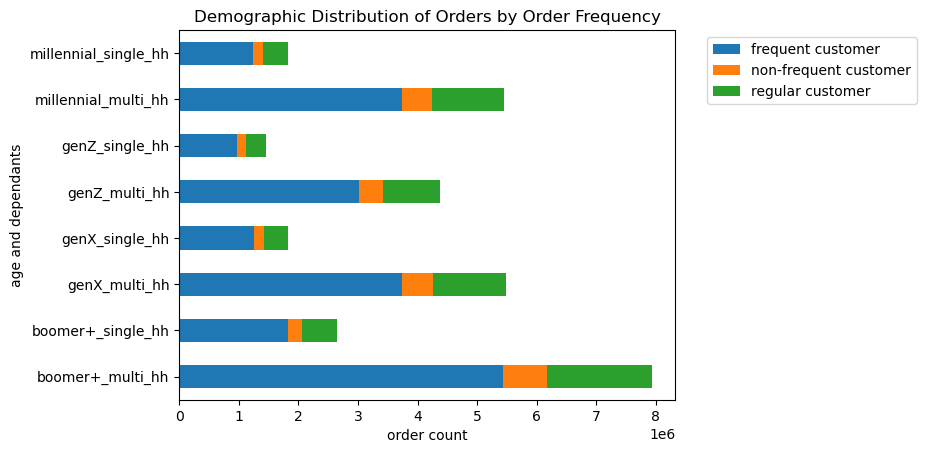 Demographic Distribution of Orders by Order Frequency
frequent customer
non-frequent customer
regular customer
age and dependants
millennial_single_hh
millennial_multi_hh
genZ_single_hh
genZ_multi_hh
genX_single_hh
genX_multi_hh
boomer+_single_hh
boomer+_multi_hh
0 1 2 3 4 5 6 7 8
1e6
order count